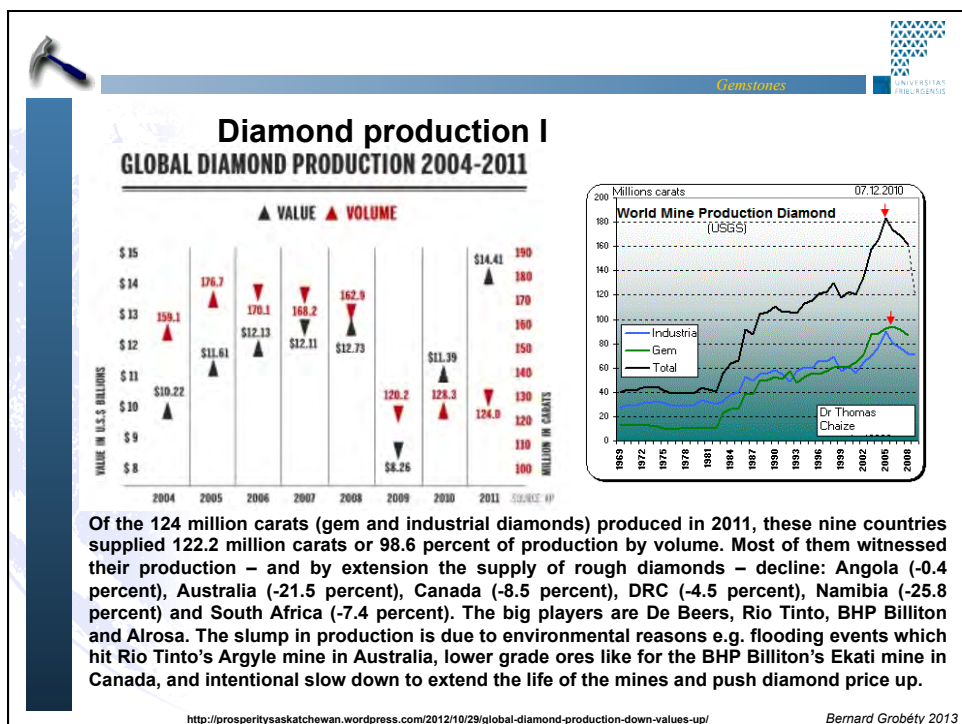 Gemstones
UNIVERSITAS
FRIBURGENSIS
Diamond production I
GLOBAL DIAMOND PRODUCTION 2004-2011
VALUE VOLUME
VALUE IN U.S BILLIONS
$15
$14
$13
$12
$11
$10
$9
$8
159.1
$10.22
176.7
$11.61
170.1
$12.13
168.2
$12.11
162.9
$12.73
120.2
$8.26
$11.39
128.3
$14.41
124.0
190
180
170
160
150
140
130
120
110
100
MILLION IN CARATS
2004 2005 2006 2007 2008 2009 2010 2011
Millions carats 07.12.2010
World Mine Production Diamond
(USGS)
200
180
160
140
120
100
80
60
40
20
0
Industria
Gem
Total
Dr Thomas
Chaize
1969 1972 1975 1978 1981 1984 1987 1990 1993 1996 1999 2002 2005 2008
Of the 124 million carats (gem and industrial diamonds) produced in 2011, these nine countries
supplied 122.2 million carats or 98.6 percent of production by volume. Most of them witnessed
their production – and by extension the supply of rough diamonds – decline: Angola (-0.4
percent), Australia (-21.5 percent), Canada (-8.5 percent), DRC (-4.5 percent), Namibia (-25.8
percent) and South Africa (-7.4 percent). The big players are De Beers, Rio Tinto, BHP Billiton
and Alrosa. The slump in production is due to environmental reasons e.g. flooding events which
hit Rio Tinto's Argyle mine in Australia, lower grade ores like for the BHP Billiton's Ekati mine in
Canada, and intentional slow down to extend the life of the mines and push diamond price up.
http://prosperitysaskatchewan.wordpress.com/2012/10/29/global-diamond-production-down-values-up/
Bernard Grobéty 2013